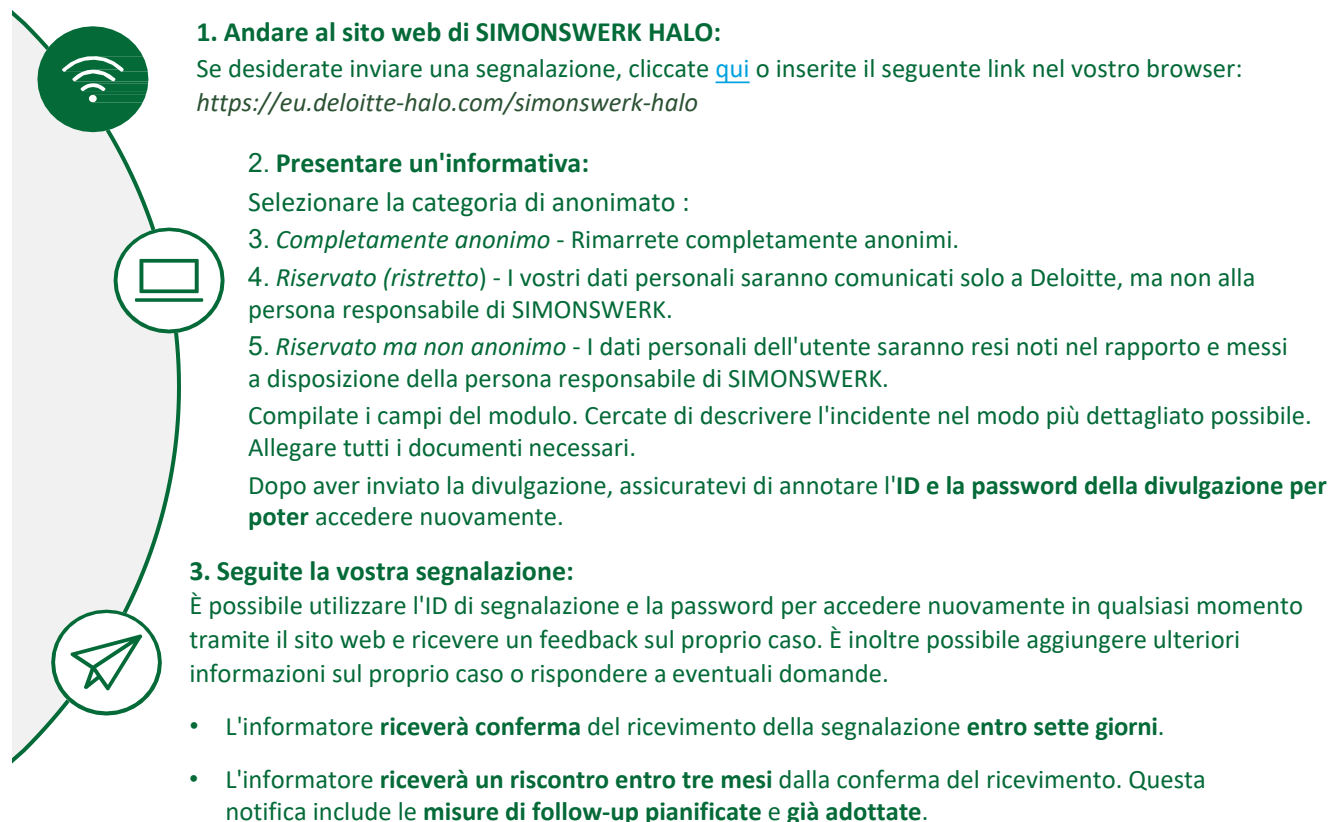 1. Andare al sito web di SIMONSWERK HALO:
Se desiderate inviare una segnalazione, cliccate qui o inserite il seguente link nel vostro browser:
https://eu.deloitte-halo.com/simonswerk-halo
2. Presentare un'informativa:
Selezionare la categoria di anonimato :
3. Completamente anonimo - Rimarrete completamente anonimi.
4. Riservato (ristretto) - I vostri dati personali saranno comunicati solo a Deloitte, ma non alla
persona responsabile di SIMONSWERK.
5. Riservato ma non anonimo - I dati personali dell'utente saranno resi noti nel rapporto e messi
a disposizione della persona responsabile di SIMONSWERK.
Compilate i campi del modulo. Cercate di descrivere l'incidente nel modo più dettagliato possibile.
Allegare tutti i documenti necessari.
Dopo aver inviato la divulgazione, assicuratevi di annotare l'ID e la password della divulgazione per
poter accedere nuovamente.
3. Seguite la vostra segnalazione:
È possibile utilizzare l'ID di segnalazione e la password per accedere nuovamente in qualsiasi momento
tramite il sito web e ricevere un feedback sul proprio caso. È inoltre possibile aggiungere ulteriori
informazioni sul proprio caso o rispondere a eventuali domande.
• L'informatore riceverà conferma del ricevimento della segnalazione entro sette giorni.
• L'informatore riceverà un riscontro entro tre mesi dalla conferma del ricevimento. Questa
notifica include le misure di follow-up pianificate e già adottate.